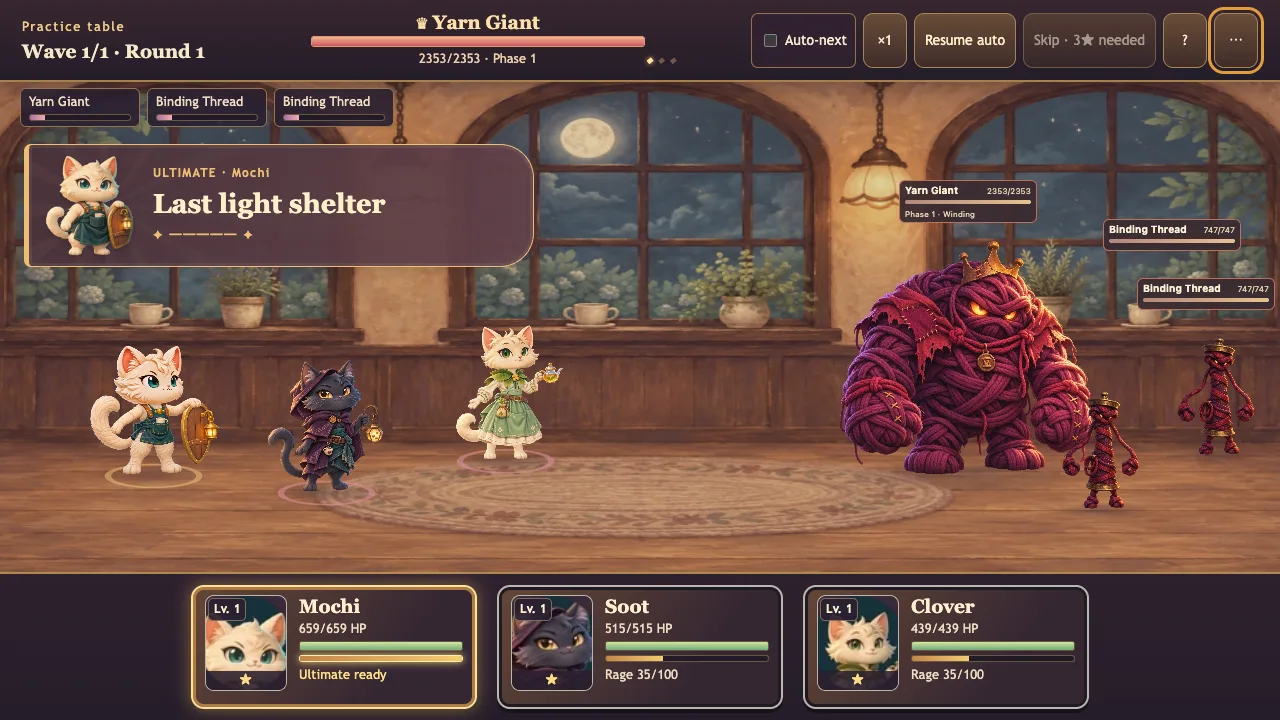 Practice table
Wave 1/1 · Round 1
♛ Yarn Giant
2353/2353 · Phase 1
Auto-next
×1
Resume auto
Skip · 3★ needed
?
···
Yarn Giant
Binding Thread
Binding Thread
ULTIMATE · Mochi
Last light shelter
Yarn Giant 2353/2353
Phase 1 · Winding
Binding Thread 747/747
Binding Thread 747/747
Lv. 1
Mochi
659/659 HP
Ultimate ready
Lv. 1
Soot
515/515 HP
Rage 35/100
Lv. 1
Clover
439/439 HP
Rage 35/100